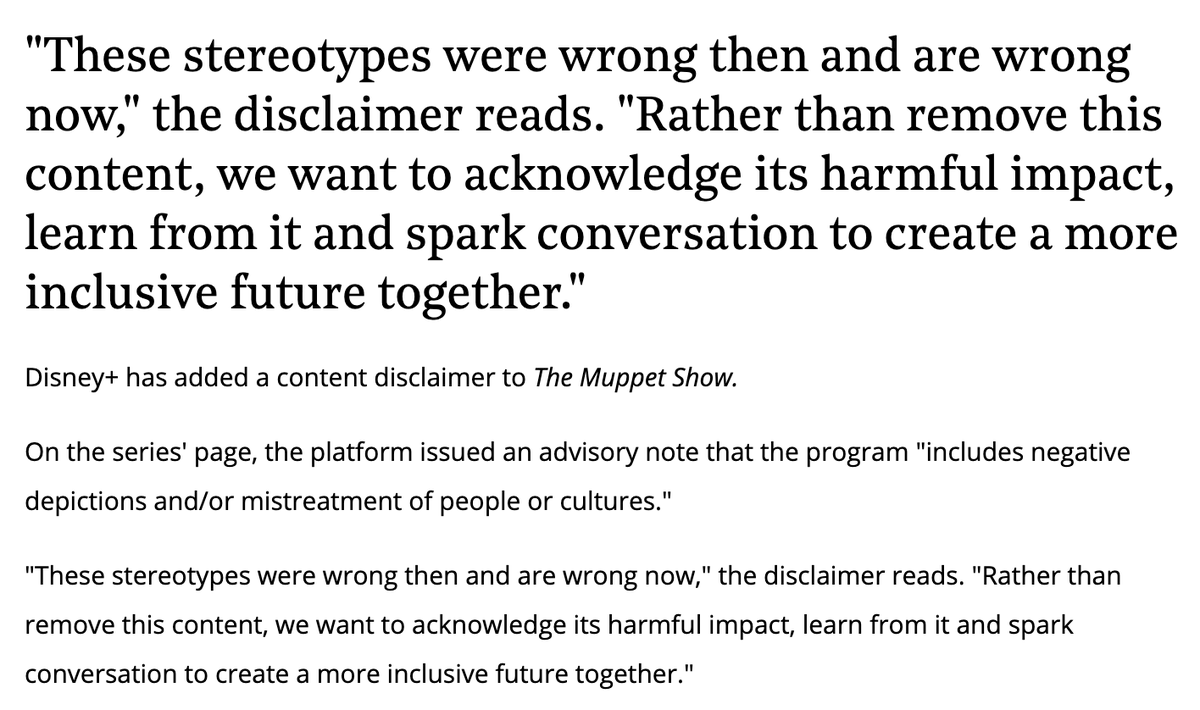 "These stereotypes were wrong then and are wrong
now," the disclaimer reads. "Rather than remove this
content, we want to acknowledge its harmful impact,
learn from it and spark conversation to create a more
inclusive future together."
Disney+ has added a content disclaimer to The Muppet Show.
On the series' page, the platform issued an advisory note that the program "includes negative
depictions and/or mistreatment of people or cultures."
"These stereotypes were wrong then and are wrong now," the disclaimer reads. "Rather than
remove this content, we want to acknowledge its harmful impact, learn from it and spark
conversation to create a more inclusive future together."